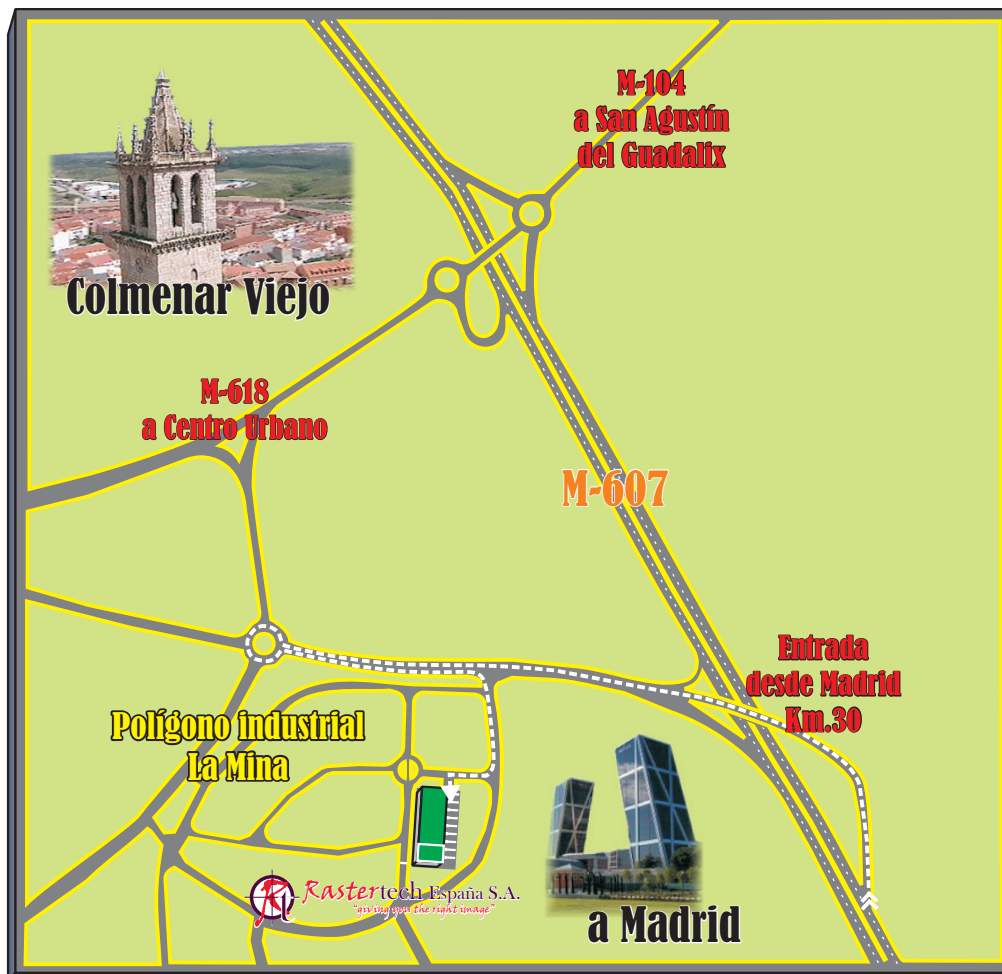 M-104
a San Agustín
del Guadalix
Colmenar Viejo
M-618
a Centro Urbano
M-607
Entrada
desde Madrid
Km.30
Polígono industrial
La Mina
Rastertech España S.A.
"giving you the right image"
a Madrid